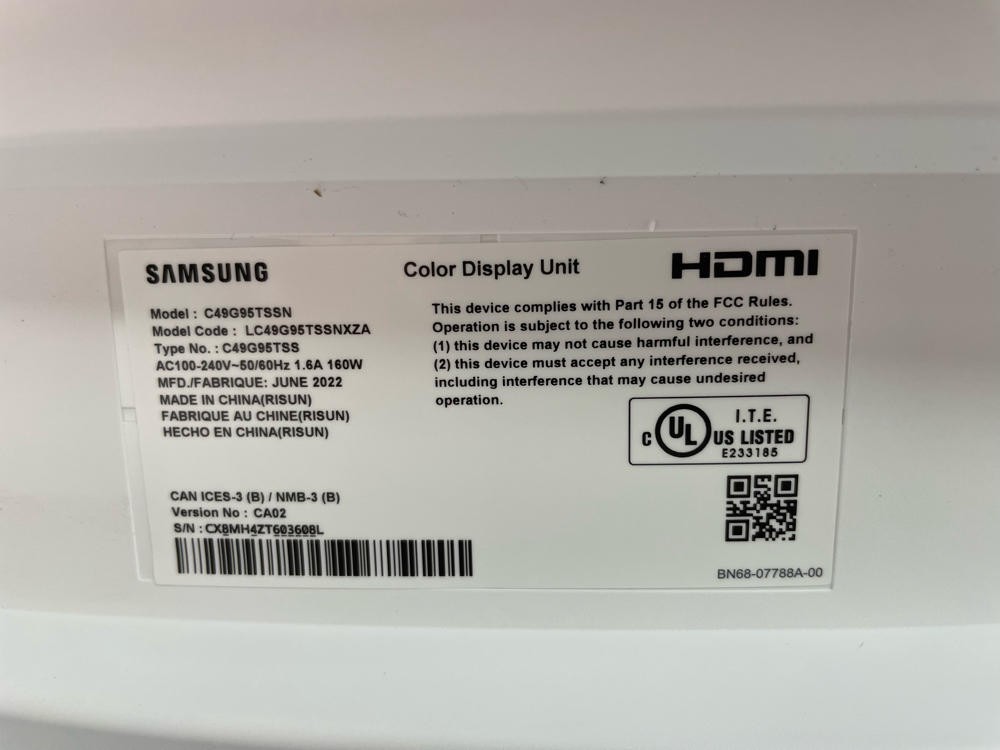 SAMSUNG
Color Display Unit
HDMI
Model : C49G95TSSN
Model Code : LC49G95TSSNXZA
Type No. : C49G95TSS
AC100-240V~50/60Hz 1.6A 160W
MFD./FABRIQUE: JUNE 2022
MADE IN CHINA(RISUN)
FABRIQUE AU CHINE(RISUN)
HECHO EN CHINA(RISUN)
This device complies with Part 15 of the FCC Rules.
Operation is subject to the following two conditions:
(1) this device may not cause harmful interference, and
(2) this device must accept any interference received,
including interference that may cause undesired
operation.
C UL US LISTED
I.T.E.
E233185
CAN ICES-3 (B) / NMB-3 (B)
Version No : CA02
S/N : CX8MH4ZT603608L
BN68-07788A-00